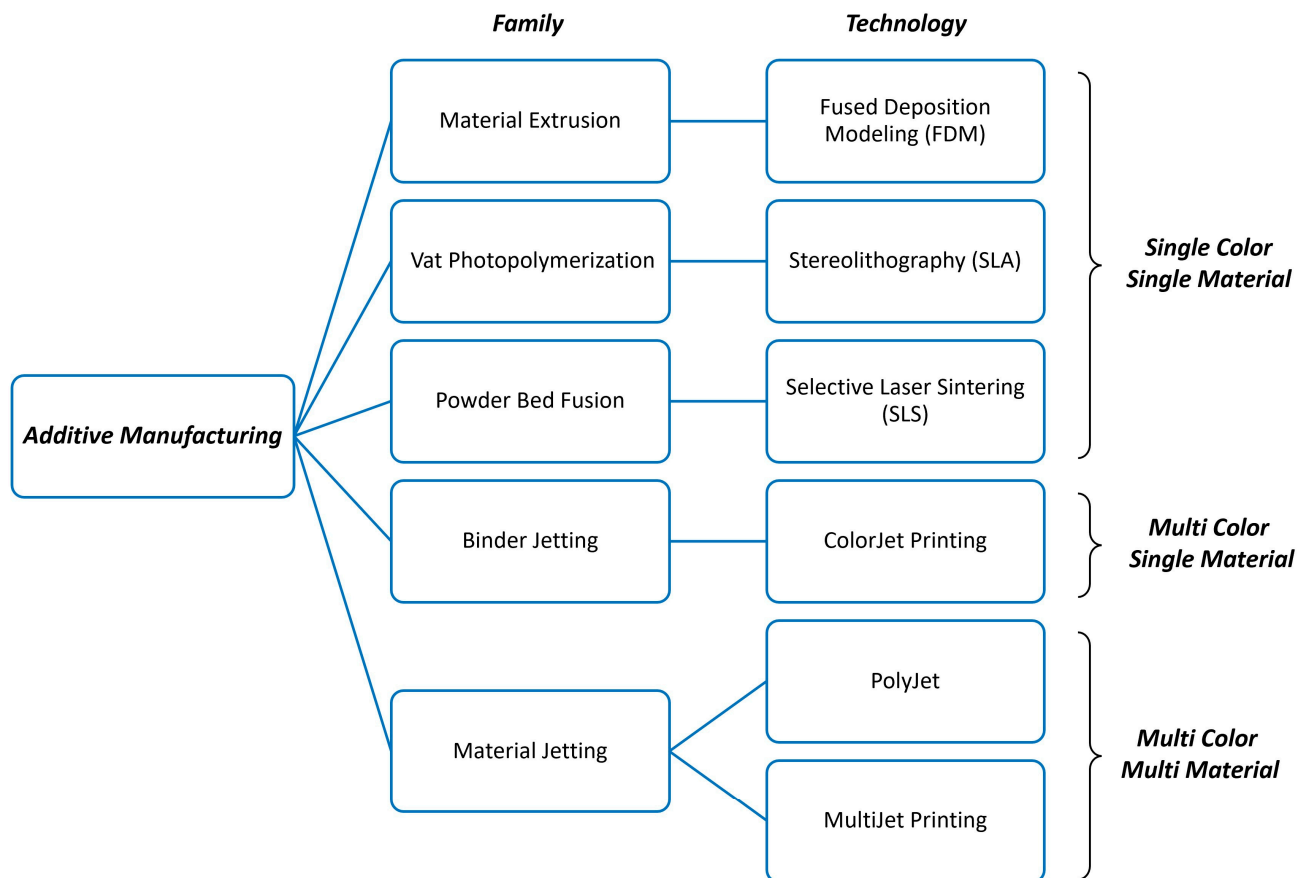 Family
Technology
Material Extrusion
Fused Deposition
Modeling (FDM)
Vat Photopolymerization
Stereolithography (SLA)
Single Color
Single Material
Additive Manufacturing
Powder Bed Fusion
Selective Laser Sintering
(SLS)
Binder Jetting
ColorJet Printing
Multi Color
Single Material
Material Jetting
PolyJet
MultiJet Printing
Multi Color
Multi Material